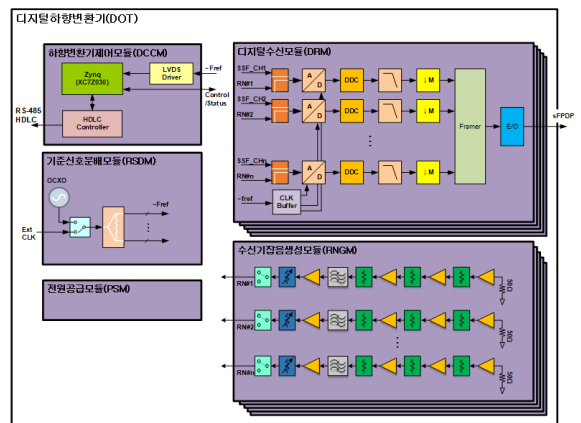 디지털하향변환기(DOT)
하향변환기제어모듈(DCCM)
Zynq
(XC7Z030)
LVDS
Driver
~Fref
Control
/Status
RS-485
HDLC
HDLC
Controller
기준신호분배모듈(RSDM)
OCXO
~Fref
Ext
CLK
전원공급모듈(PSM)
디지털수신모듈(DRM)
SSF_CH1
RN#1
A
D
DDC
↓M
SSF_CH2
RN#2
A
D
DDC
↓M
SSF_CHn
RN#n
A
D
DDC
↓M
~fref
CLK
Buffer
Framer
E/O
sFPDP
수신기잡음생성모듈(RNGM)
RN#1
50Ω
RN#2
50Ω
RN#n
50Ω